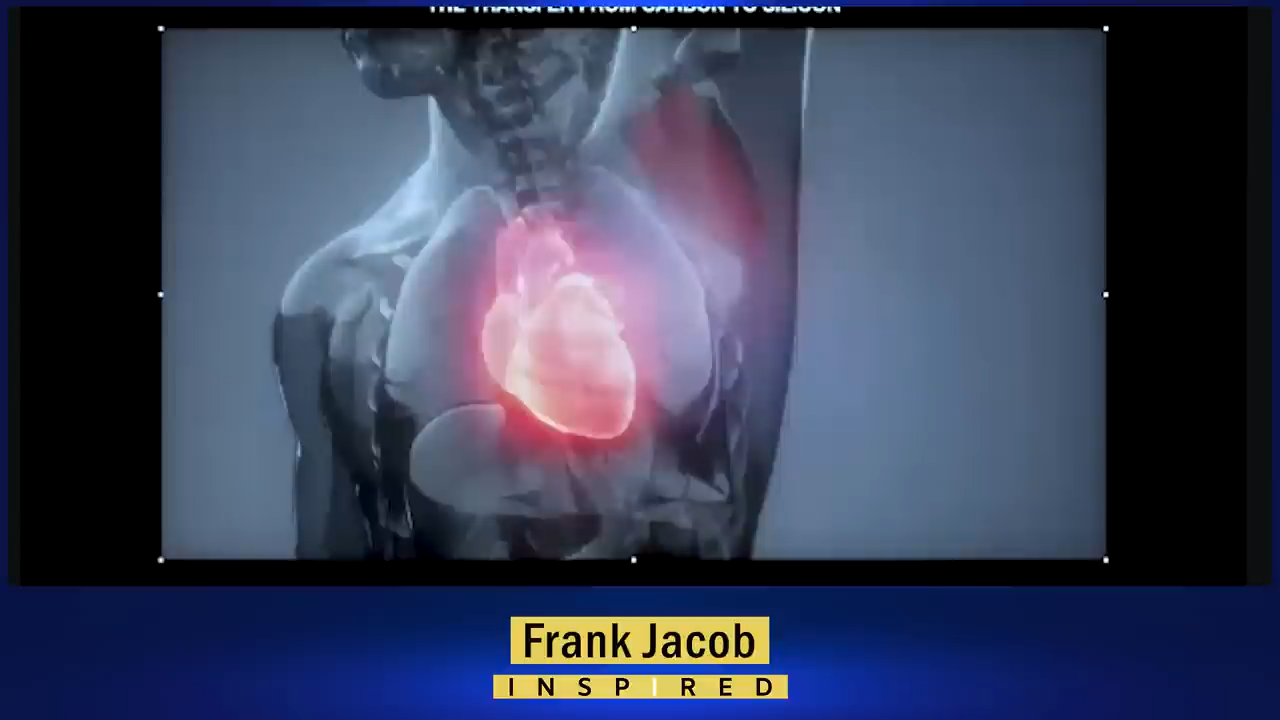 THE TRANSFER FROM CARBON TO SILICON
Frank Jacob
INSPIRED